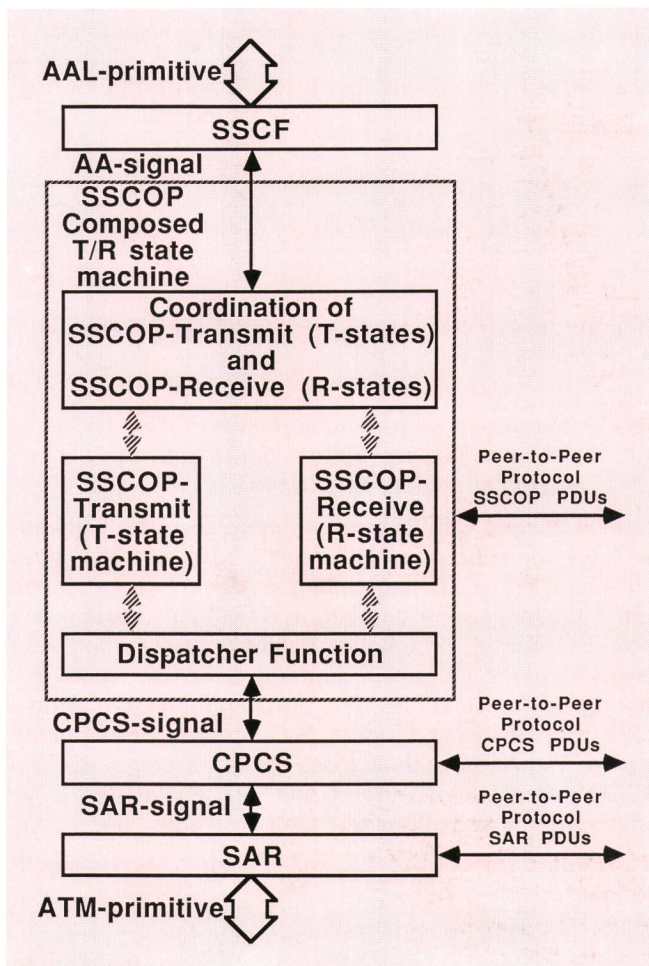 AAL-primitive
SSCF
AA-signal
SSCOP
Composed
T/R state
machine
Coordination of
SSCOP-Transmit (T-states)
and
SSCOP-Receive (R-states)
SSCOP-
Transmit
(T-state
machine)
SSCOP-
Receive
(R-state
machine)
Peer-to-Peer
Protocol
SSCOP PDUs
Dispatcher Function
CPCS-signal
CPCS
Peer-to-Peer
Protocol
CPCS PDUs
SAR-signal
SAR
Peer-to-Peer
Protocol
SAR PDUs
ATM-primitive